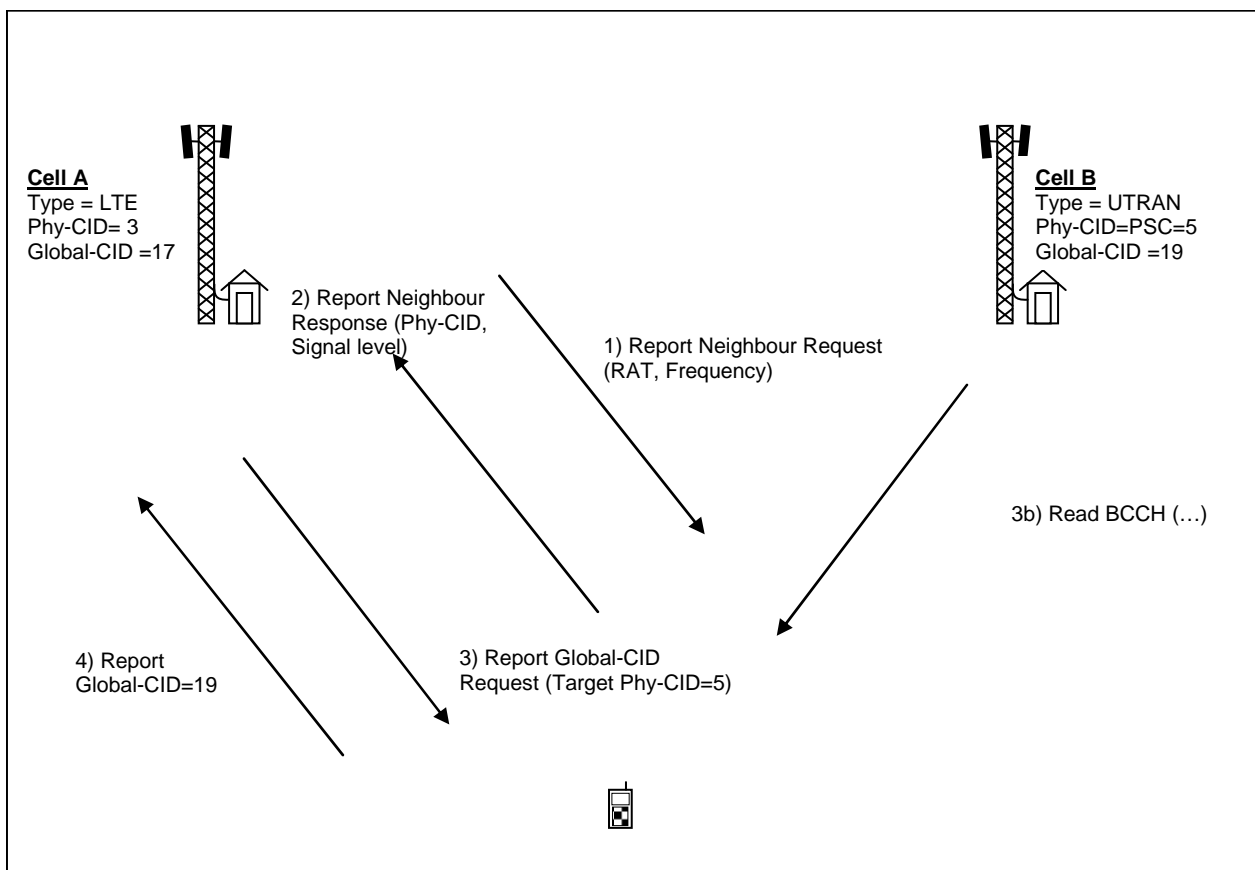 Cell A
Type = LTE
Phy-CID= 3
Global-CID =17
Cell B
Type = UTRAN
Phy-CID=PSC=5
Global-CID =19
2) Report Neighbour
Response (Phy-CID,
Signal level)
1) Report Neighbour Request
(RAT, Frequency)
3b) Read BCCH (…)
4) Report
Global-CID=19
3) Report Global-CID
Request (Target Phy-CID=5)